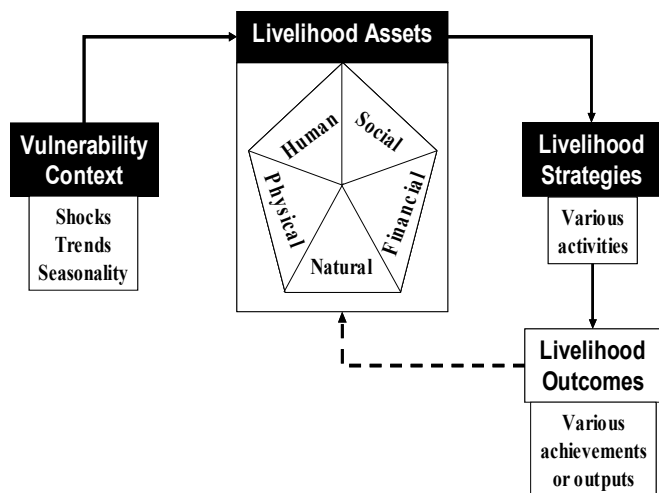 Livelihood Assets
Human
Social
Physical
Financial
Natural
Vulnerability
Context
Shocks
Trends
Seasonality
Livelihood
Strategies
Various
activities
Livelihood
Outcomes
Various
achievements
or outputs